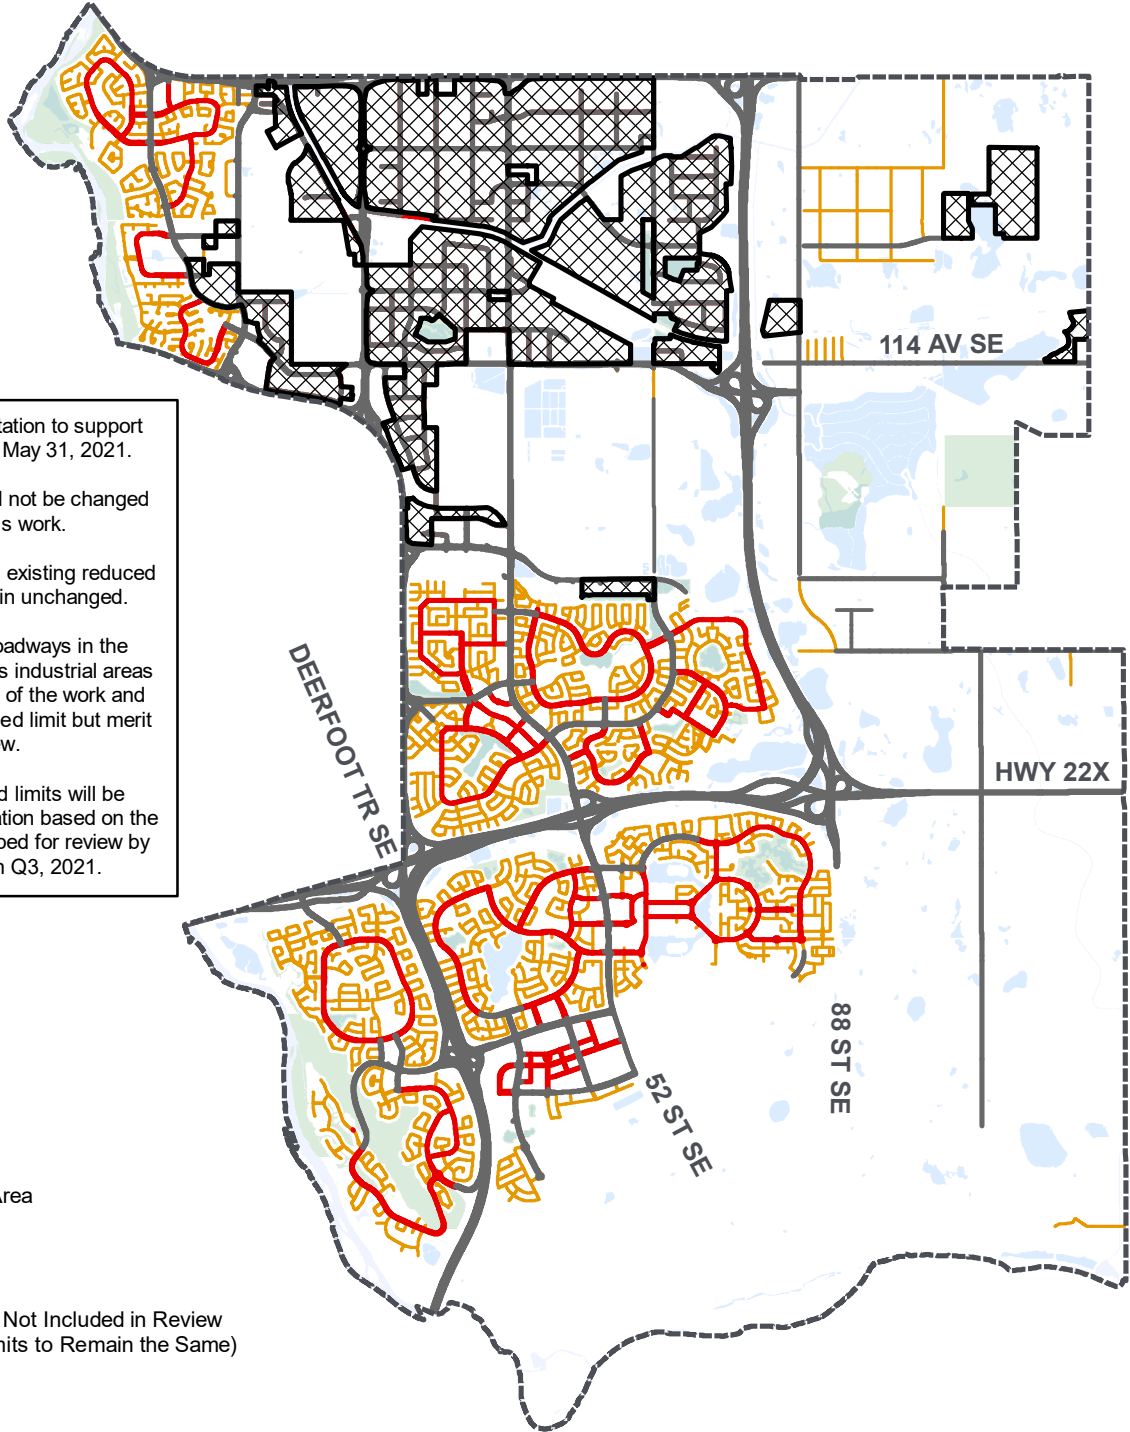 114 AV SE
tation to support
May 31, 2021.
l not be changed
s work.
existing reduced
in unchanged.
oadways in the
s industrial areas
of the work and
ed limit but merit
w.
d limits will be
ation based on the
bed for review by
n Q3, 2021.
DEERFOOT TR SE
HWY 22X
88 ST SE
52 ST SE
Area
Not Included in Review
mits to Remain the Same)